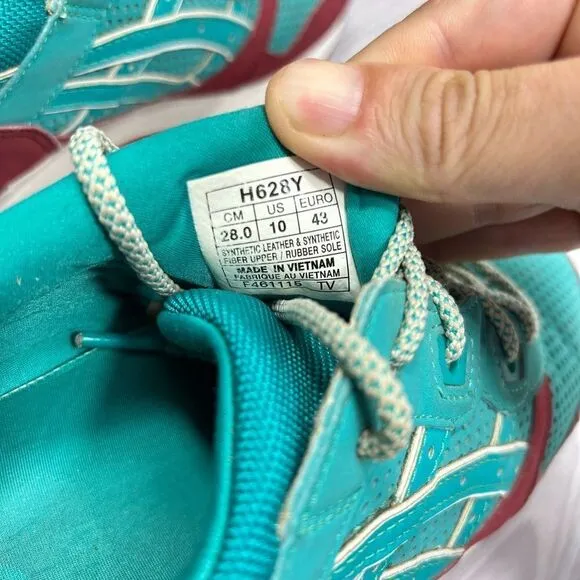 H628Y
CM US EURO
28.0 10 43
SYNTHETIC LEATHER & SYNTHETIC
FIBER UPPER / RUBBER SOLE
MADE IN VIETNAM
FABRIQUE AU VIETNAM
F461115 TV